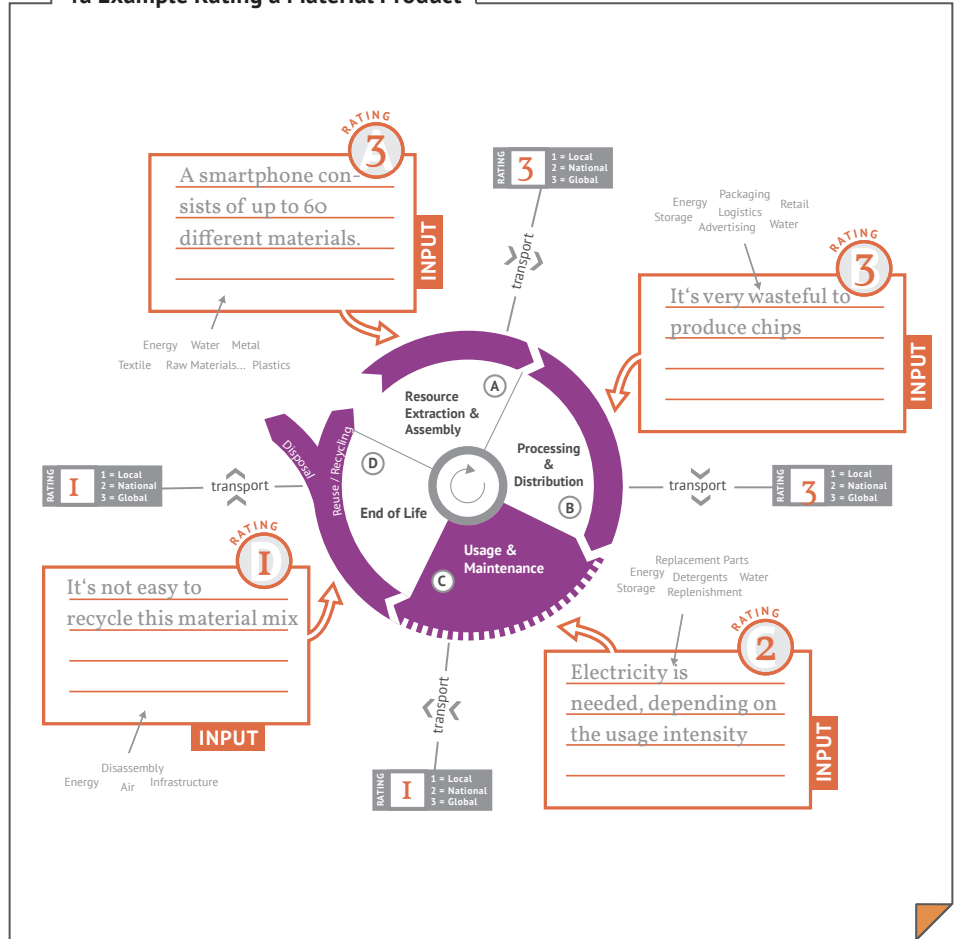 4a Example Rating a Material Product
RATING
3
A smartphone con-
sists of up to 60
different materials.
INPUT
Energy Water Metal
Textile Raw Materials... Plastics
RATING
3
1 = Local
2 = National
3 = Global
transport
Packaging
Energy Retail
Logistics
Storage Water
Advertising
RATING
3
It‘s very wasteful to
produce chips
INPUT
A
Resource
Extraction &
Assembly
Processing
&
Distribution
B
Usage &
Maintenance
C
D
End of Life
Reuse / Recycling
Disposal
RATING
1
1 = Local
2 = National
3 = Global
transport
transport
RATING
3
1 = Local
2 = National
3 = Global
RATING
1
It‘s not easy to
recycle this material mix
INPUT
Disassembly
Energy Infrastructure
Air
Replacement Parts
Energy Detergents Water
Storage Replenishment
RATING
2
Electricity is
needed, depending on
the usage intensity
INPUT
transport
RATING
1
1 = Local
2 = National
3 = Global